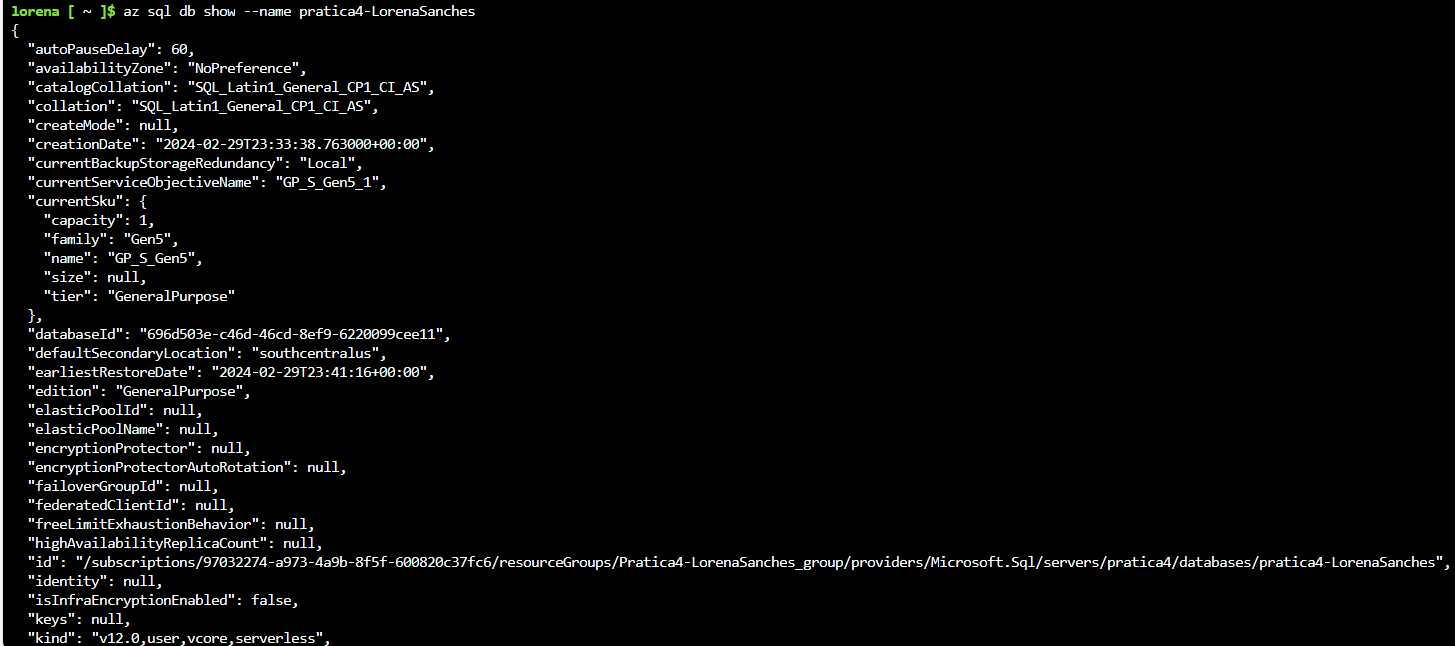 lorena [ ~ ]$ az sql db show --name pratica4-LorenaSanches
{
  "autoPauseDelay": 60,
  "availabilityZone": "NoPreference",
  "catalogCollation": "SQL_Latin1_General_CP1_CI_AS",
  "collation": "SQL_Latin1_General_CP1_CI_AS",
  "createMode": null,
  "creationDate": "2024-02-29T23:33:38.763000+00:00",
  "currentBackupStorageRedundancy": "Local",
  "currentServiceObjectiveName": "GP_S_Gen5_1",
  "currentSku": {
    "capacity": 1,
    "family": "Gen5",
    "name": "GP_S_Gen5",
    "size": null,
    "tier": "GeneralPurpose"
  },
  "databaseId": "696d503e-c46d-46cd-8ef9-6220099cee11",
  "defaultSecondaryLocation": "southcentralus",
  "earliestRestoreDate": "2024-02-29T23:41:16+00:00",
  "edition": "GeneralPurpose",
  "elasticPoolId": null,
  "elasticPoolName": null,
  "encryptionProtector": null,
  "encryptionProtectorAutoRotation": null,
  "failoverGroupId": null,
  "federatedClientId": null,
  "freeLimitExhaustionBehavior": null,
  "highAvailabilityReplicaCount": null,
  "id": "/subscriptions/97032274-a973-4a9b-8f5f-600820c37fc6/resourceGroups/Pratica4-LorenaSanches_group/providers/Microsoft.Sql/servers/pratica4/databases/pratica4-LorenaSanches",
  "identity": null,
  "isInfraEncryptionEnabled": false,
  "keys": null,
  "kind": "v12.0,user,vcore,serverless",